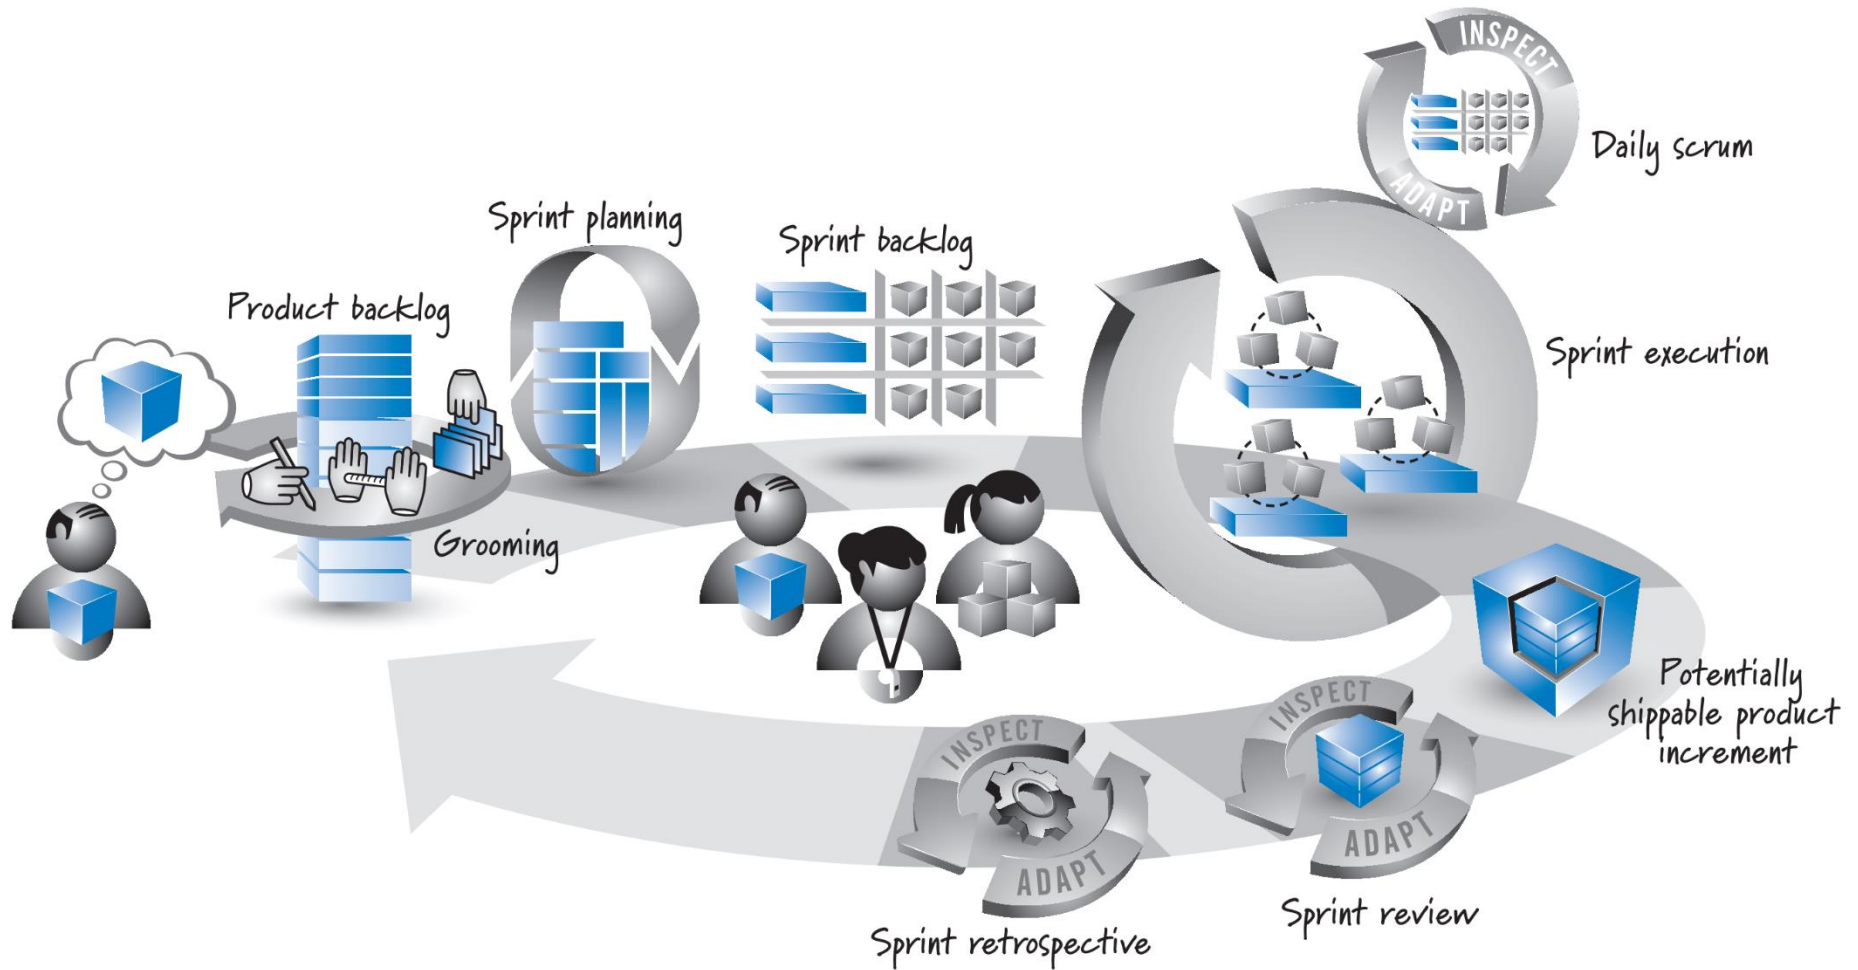 INSPECT
ADAPT
Daily scrum
Sprint planning
Sprint backlog
Product backlog
Sprint execution
Grooming
Potentially
shippable product
increment
INSPECT
ADAPT
Sprint review
INSPECT
ADAPT
Sprint retrospective